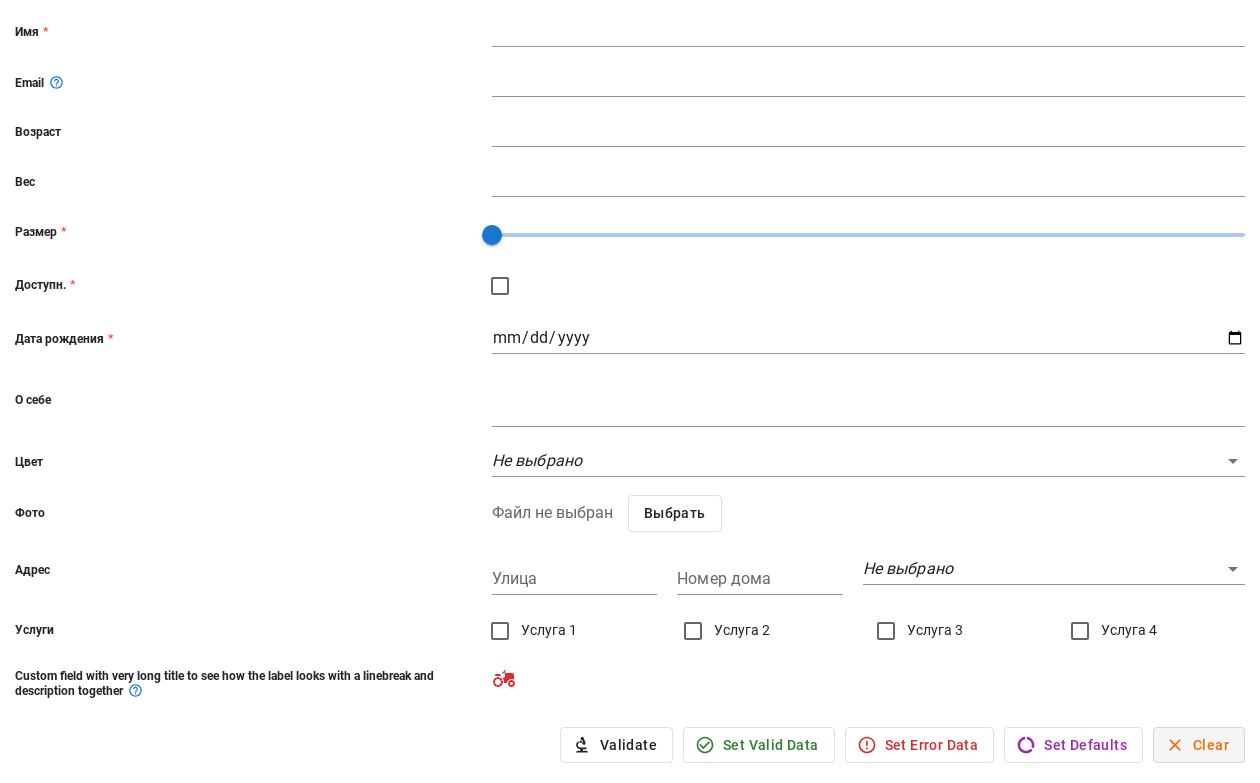 Имя *
Email
Возраст
Вес
Размер *
Доступн. *
Дата рождения * mm/dd/yyyy
О себе
Цвет Не выбрано
Фото Файл не выбран Выбрать
Адрес Улица Номер дома Не выбрано
Услуги Услуга 1 Услуга 2 Услуга 3 Услуга 4
Custom field with very long title to see how the label looks with a linebreak and
description together
Validate Set Valid Data Set Error Data Set Defaults Clear